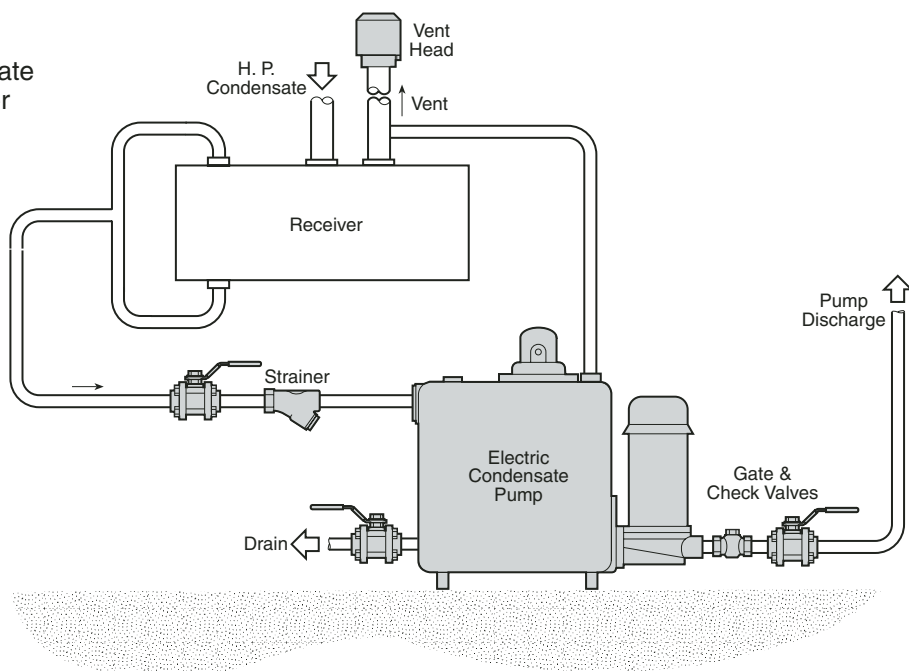 Vent
Head
H. P.
Condensate
Vent
Receiver
Pump
Discharge
Strainer
Electric
Condensate
Pump
Gate &
Check Valves
Drain